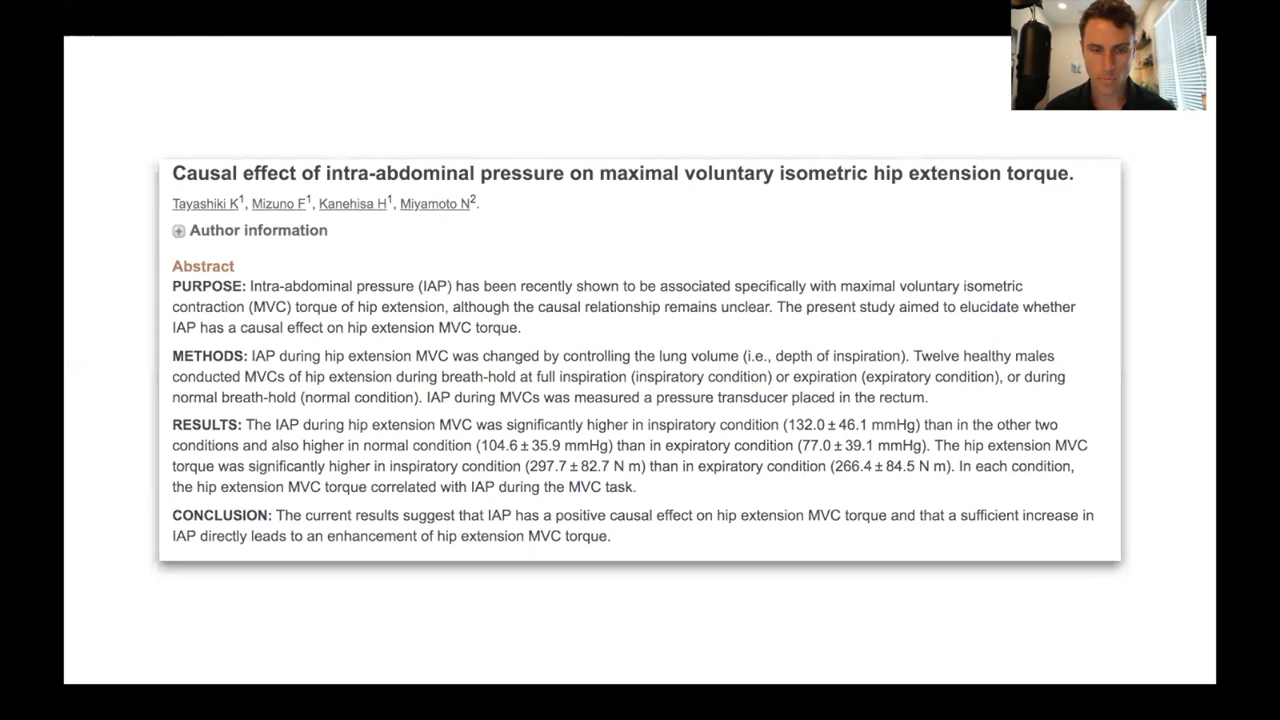 Causal effect of intra-abdominal pressure on maximal voluntary isometric hip extension torque.
Tayashiki K1, Mizuno F1, Kanehisa H1, Miyamoto N2.
Author information
Abstract
PURPOSE: Intra-abdominal pressure (IAP) has been recently shown to be associated specifically with maximal voluntary isometric
contraction (MVC) torque of hip extension, although the causal relationship remains unclear. The present study aimed to elucidate whether
IAP has a causal effect on hip extension MVC torque.
METHODS: IAP during hip extension MVC was changed by controlling the lung volume (i.e., depth of inspiration). Twelve healthy males
conducted MVCs of hip extension during breath-hold at full inspiration (inspiratory condition) or expiration (expiratory condition), or during
normal breath-hold (normal condition). IAP during MVCs was measured a pressure transducer placed in the rectum.
RESULTS: The IAP during hip extension MVC was significantly higher in inspiratory condition (132.0 ± 46.1 mmHg) than in the other two
conditions and also higher in normal condition (104.6 ± 35.9 mmHg) than in expiratory condition (77.0 ± 39.1 mmHg). The hip extension MVC
torque was significantly higher in inspiratory condition (297.7 ± 82.7 N m) than in expiratory condition (266.4 ± 84.5 N m). In each condition,
the hip extension MVC torque correlated with IAP during the MVC task.
CONCLUSION: The current results suggest that IAP has a positive causal effect on hip extension MVC torque and that a sufficient increase in
IAP directly leads to an enhancement of hip extension MVC torque.